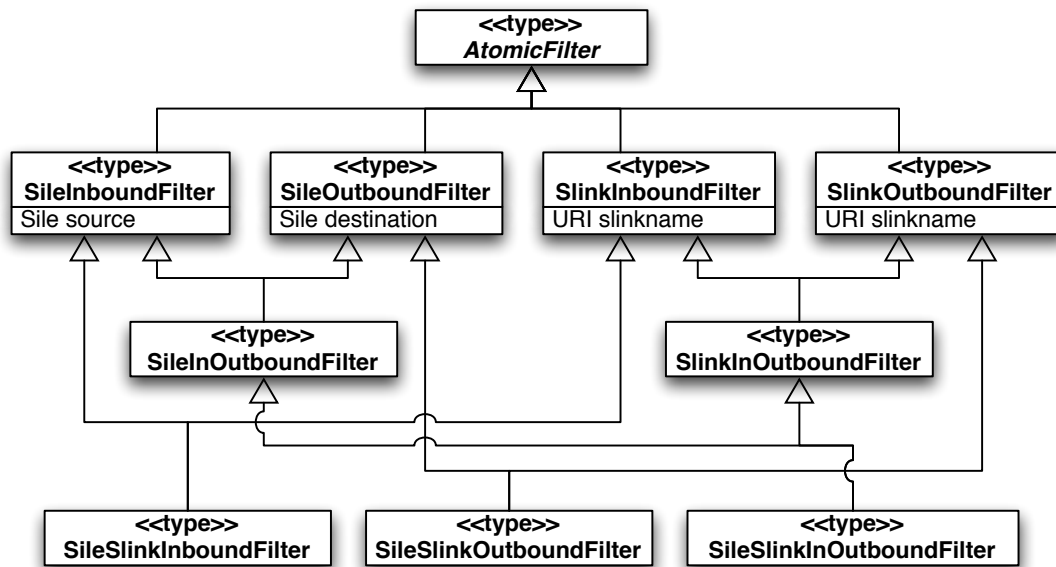 <<type>>
AtomicFilter
<<type>>
SileInboundFilter
Sile source
<<type>>
SileOutboundFilter
Sile destination
<<type>>
SlinkInboundFilter
URI slinkname
<<type>>
SlinkOutboundFilter
URI slinkname
<<type>>
SileInOutboundFilter
<<type>>
SlinkInOutboundFilter
<<type>>
SileSlinkInboundFilter
<<type>>
SileSlinkOutboundFilter
<<type>>
SileSlinkInOutboundFilter